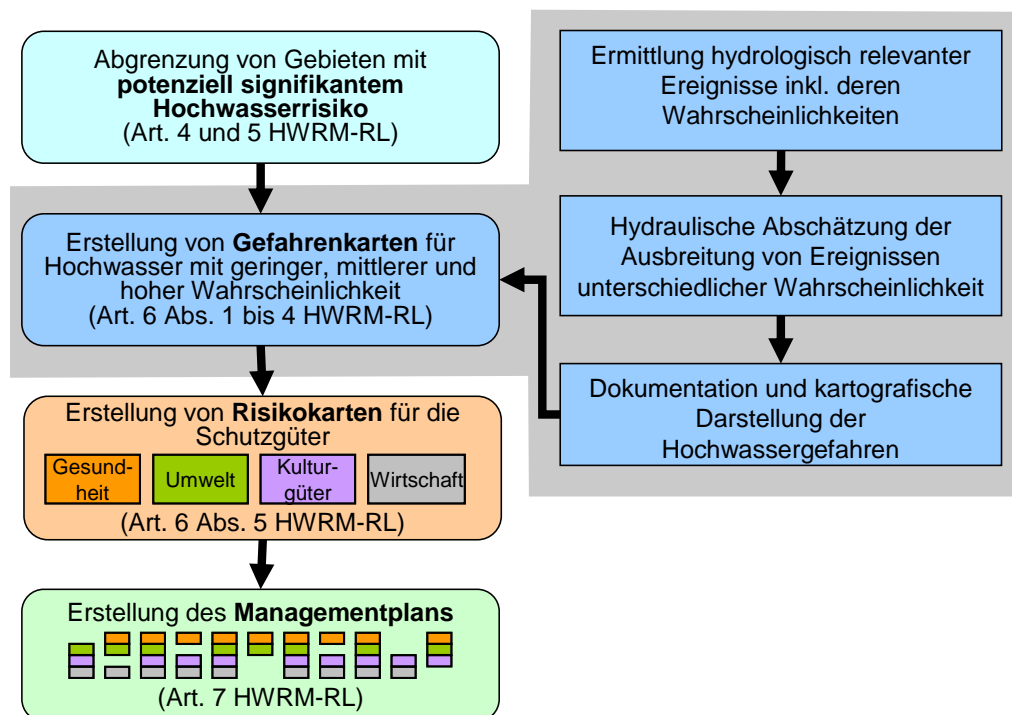 Abgrenzung von Gebieten mit
potenziell signifikantem
Hochwasserrisiko
(Art. 4 und 5 HWRM-RL)
Erstellung von Gefahrenkarten für
Hochwasser mit geringer, mittlerer und
hoher Wahrscheinlichkeit
(Art. 6 Abs. 1 bis 4 HWRM-RL)
Erstellung von Risikokarten für die
Schutzgüter
Gesund-
heit
Umwelt
Kultur-
güter
Wirtschaft
(Art. 6 Abs. 5 HWRM-RL)
Erstellung des Managementplans
(Art. 7 HWRM-RL)
Ermittlung hydrologisch relevanter
Ereignisse inkl. deren
Wahrscheinlichkeiten
Hydraulische Abschätzung der
Ausbreitung von Ereignissen
unterschiedlicher Wahrscheinlichkeit
Dokumentation und kartografische
Darstellung der
Hochwassergefahren